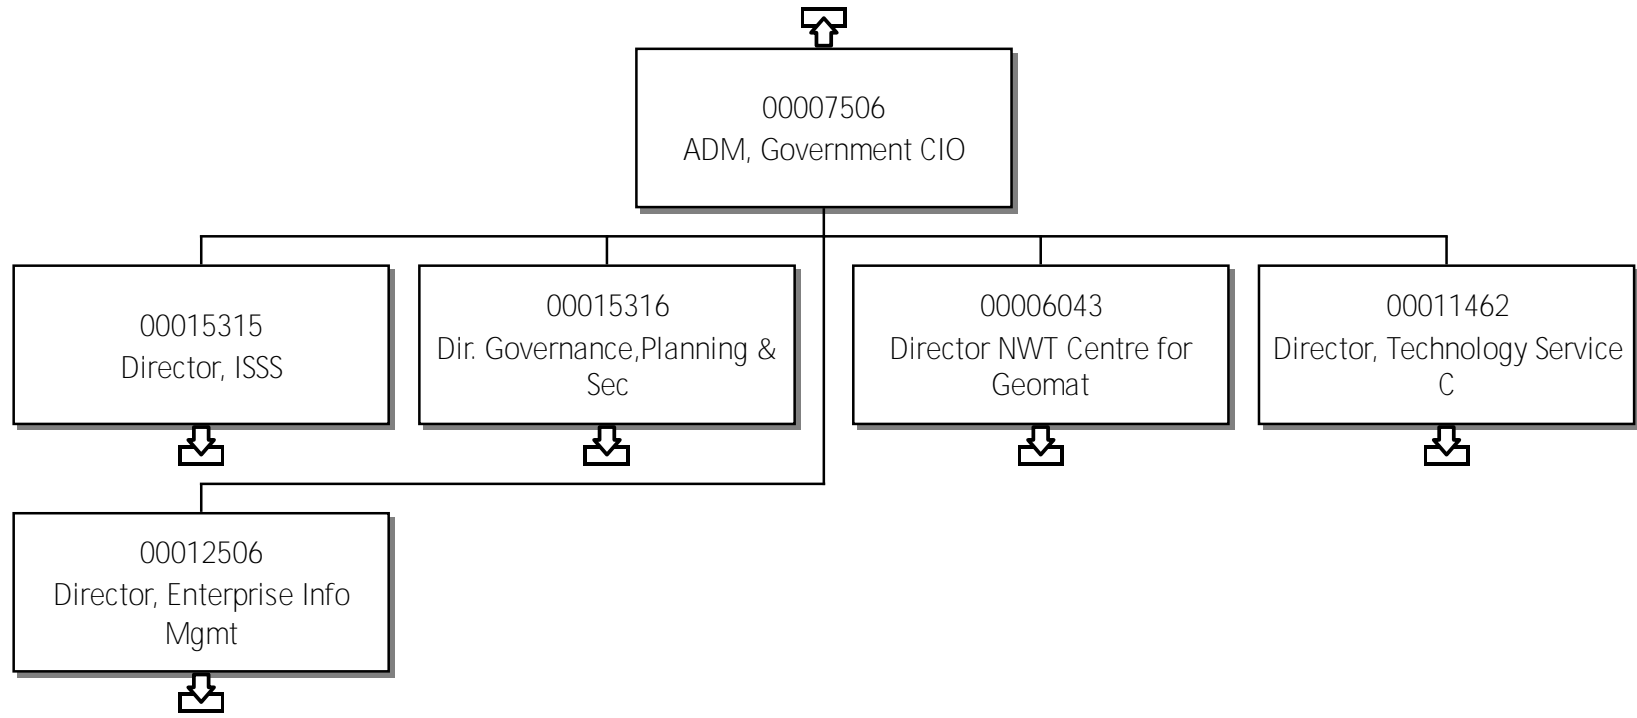 00007506
ADM, Government CIO
00015315
Director, ISSS
00015316
Dir. Governance,Planning &
Sec
00006043
Director NWT Centre for
Geomat
00011462
Director, Technology Service
C
00012506
Director, Enterprise Info
Mgmt